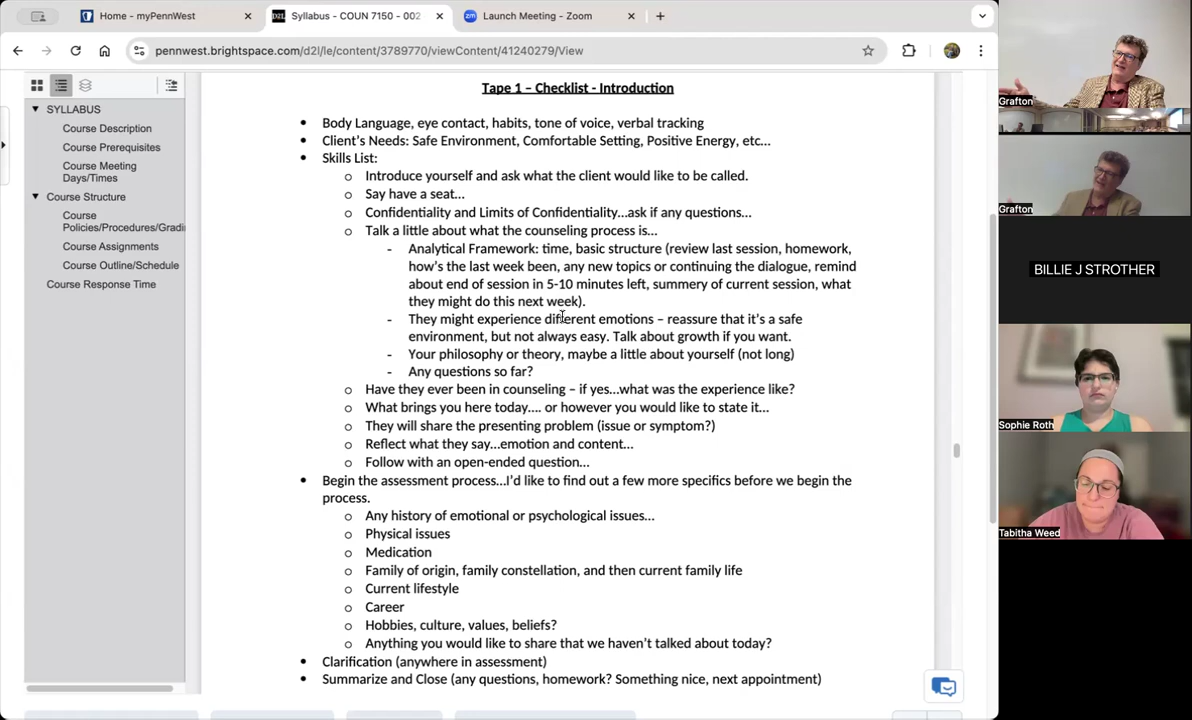 Home - myPennWest
Syllabus - COUN 7150 - 002
Launch Meeting - Zoom
pennwest.brightspace.com/d2l/le/content/3789770/viewContent/41240279/View
SYLLABUS
Course Description
Course Prerequisites
Course Meeting
Days/Times
Course Structure
Course
Policies/Procedures/Gradi
Course Assignments
Course Outline/Schedule
Course Response Time
Tape 1 – Checklist - Introduction
• Body Language, eye contact, habits, tone of voice, verbal tracking
• Client's Needs: Safe Environment, Comfortable Setting, Positive Energy, etc…
• Skills List:
o Introduce yourself and ask what the client would like to be called.
o Say have a seat…
o Confidentiality and Limits of Confidentiality…ask if any questions…
o Talk a little about what the counseling process is…
- Analytical Framework: time, basic structure (review last session, homework,
how's the last week been, any new topics or continuing the dialogue, remind
about end of session in 5-10 minutes left, summery of current session, what
they might do this next week).
- They might experience different emotions – reassure that it's a safe
environment, but not always easy. Talk about growth if you want.
- Your philosophy or theory, maybe a little about yourself (not long)
- Any questions so far?
o Have they ever been in counseling – if yes…what was the experience like?
o What brings you here today…. or however you would like to state it…
o They will share the presenting problem (issue or symptom?)
o Reflect what they say…emotion and content…
o Follow with an open-ended question…
• Begin the assessment process…I'd like to find out a few more specifics before we begin the
process.
o Any history of emotional or psychological issues…
o Physical issues
o Medication
o Family of origin, family constellation, and then current family life
o Current lifestyle
o Career
o Hobbies, culture, values, beliefs?
o Anything you would like to share that we haven't talked about today?
• Clarification (anywhere in assessment)
• Summarize and Close (any questions, homework? Something nice, next appointment)
Grafton
Grafton
BILLIE J STROTHER
Sophie Roth
Tabitha Weed